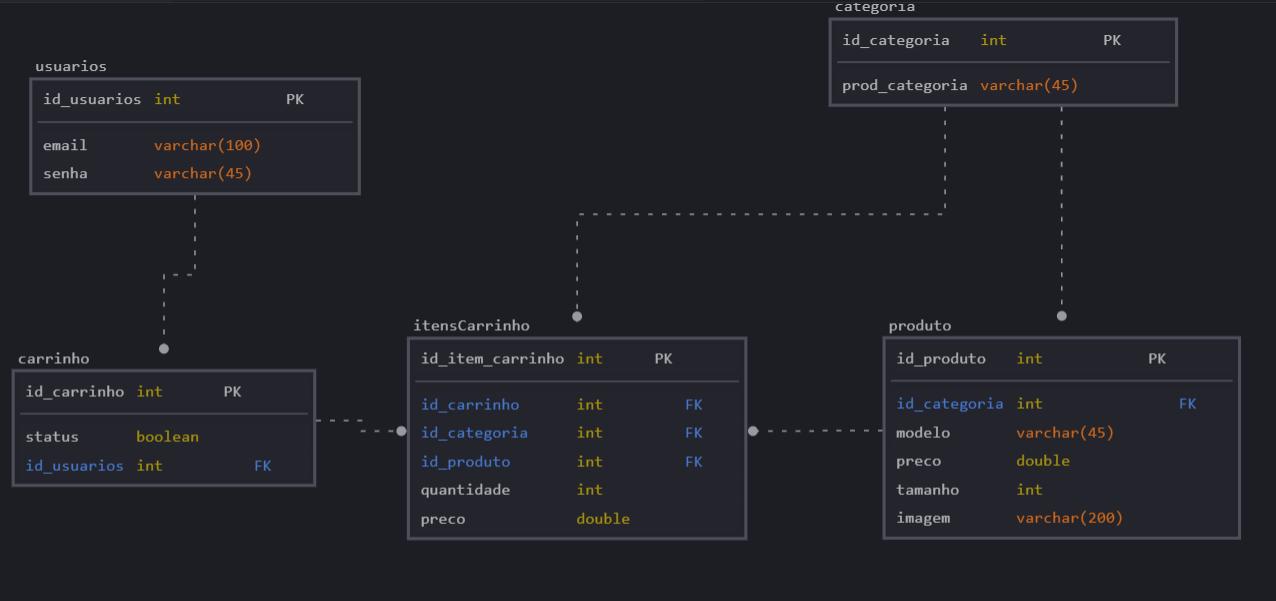 categoria
id_categoria int PK
prod_categoria varchar(45)
usuarios
id_usuarios int PK
email varchar(100)
senha varchar(45)
carrinho
id_carrinho int PK
status boolean
id_usuarios int FK
itensCarrinho
id_item_carrinho int PK
id_carrinho int FK
id_categoria int FK
id_produto int FK
quantidade int
preco double
produto
id_produto int PK
id_categoria int FK
modelo varchar(45)
preco double
tamanho int
imagem varchar(200)